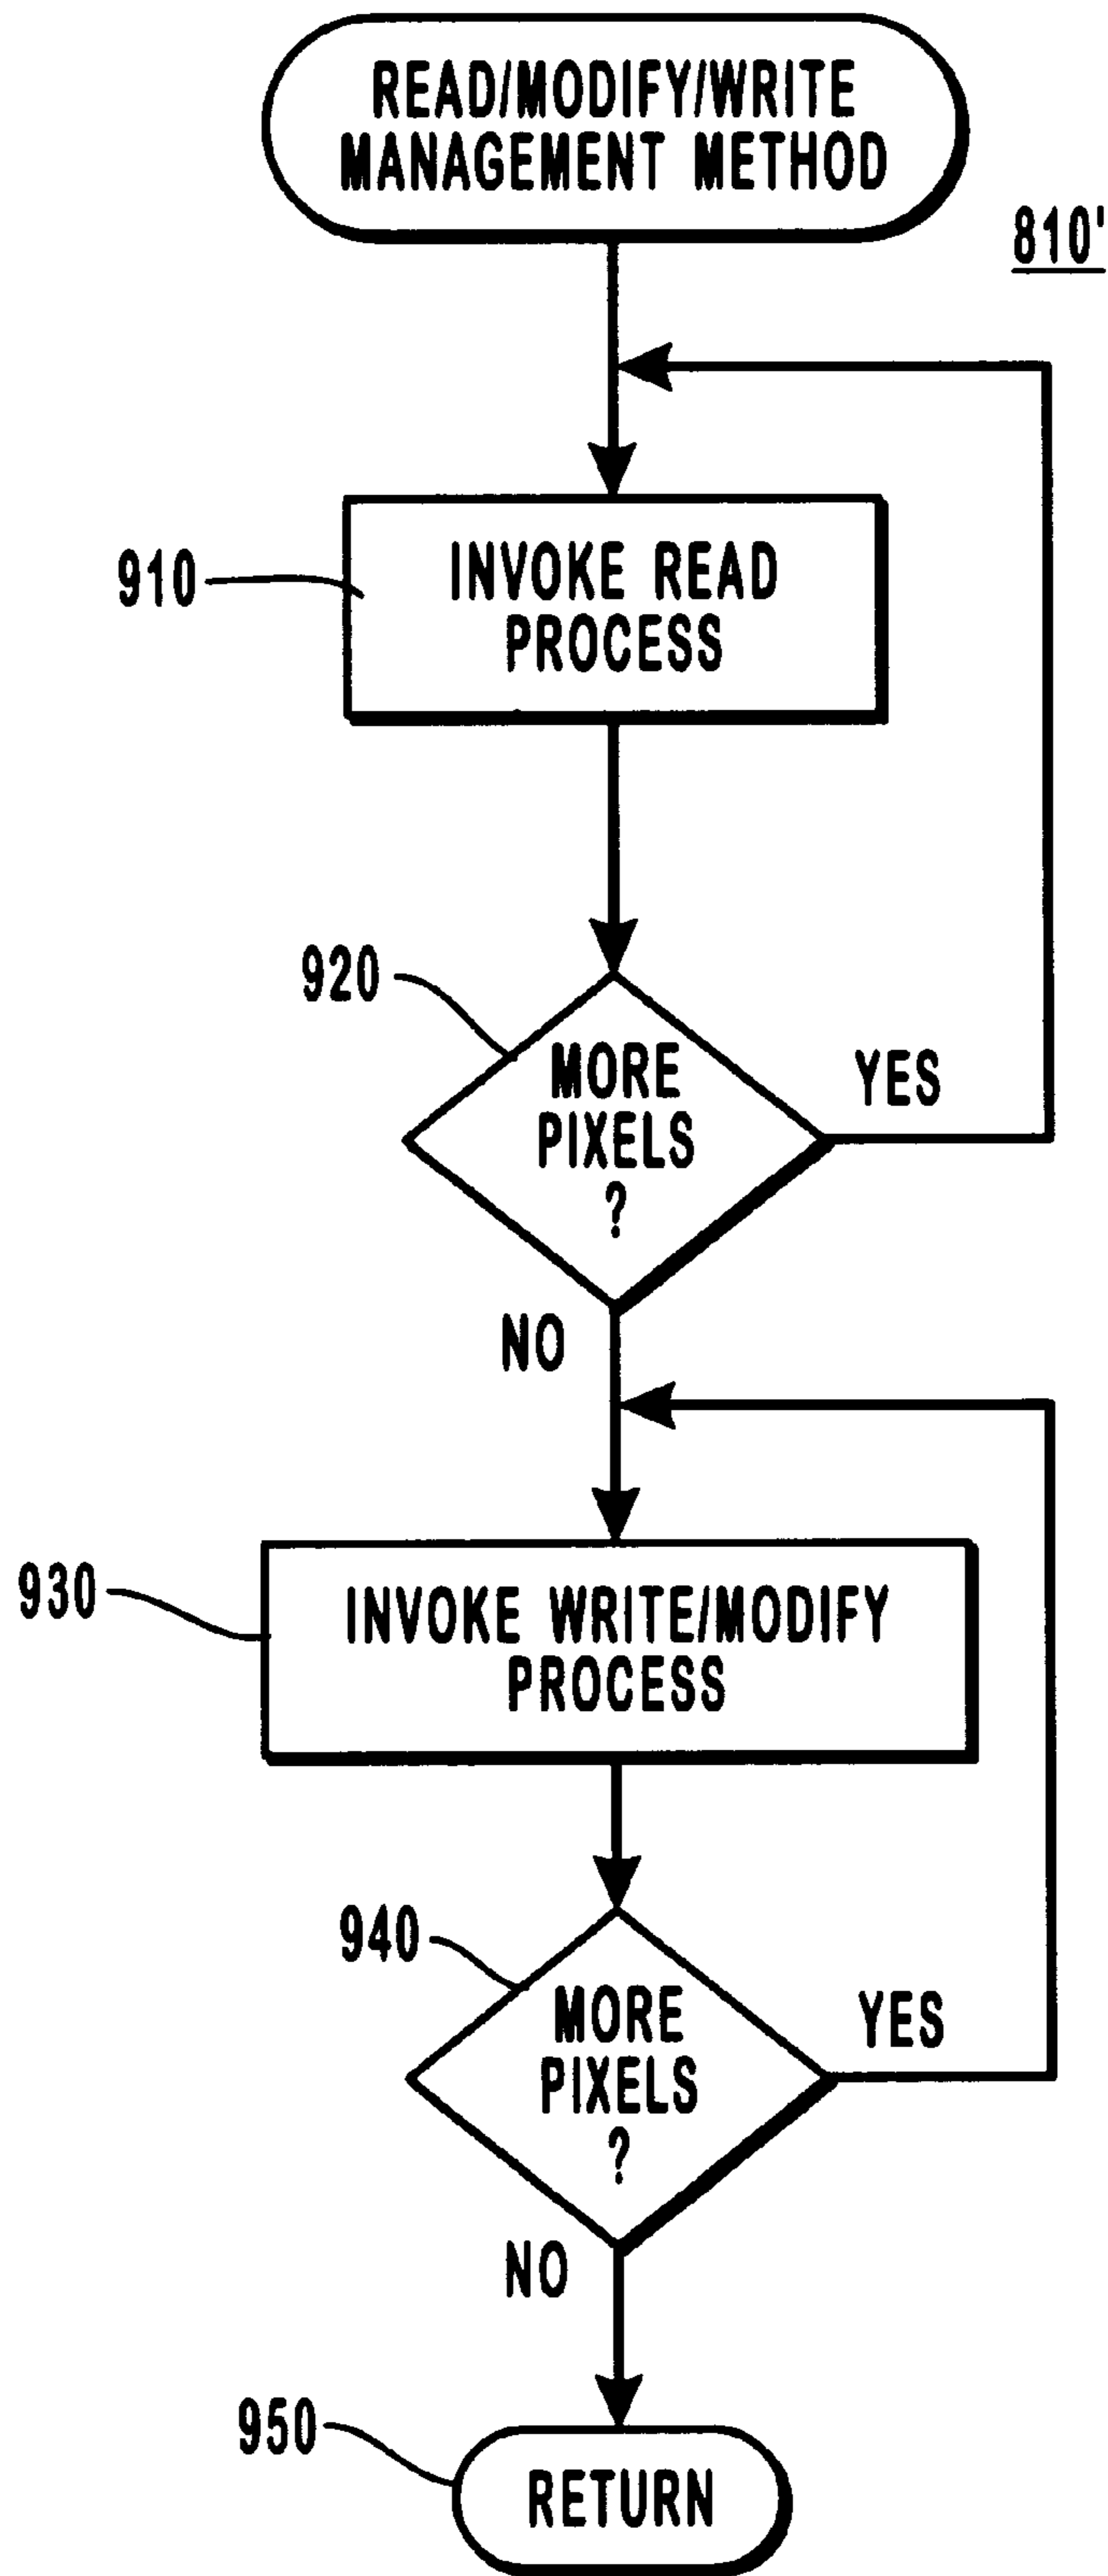 READ/MODIFY/WRITE
MANAGEMENT METHOD
810'
910
INVOKE READ
PROCESS
920
MORE
PIXELS
?
YES
NO
930
INVOKE WRITE/MODIFY
PROCESS
940
MORE
PIXELS
?
YES
NO
950
RETURN